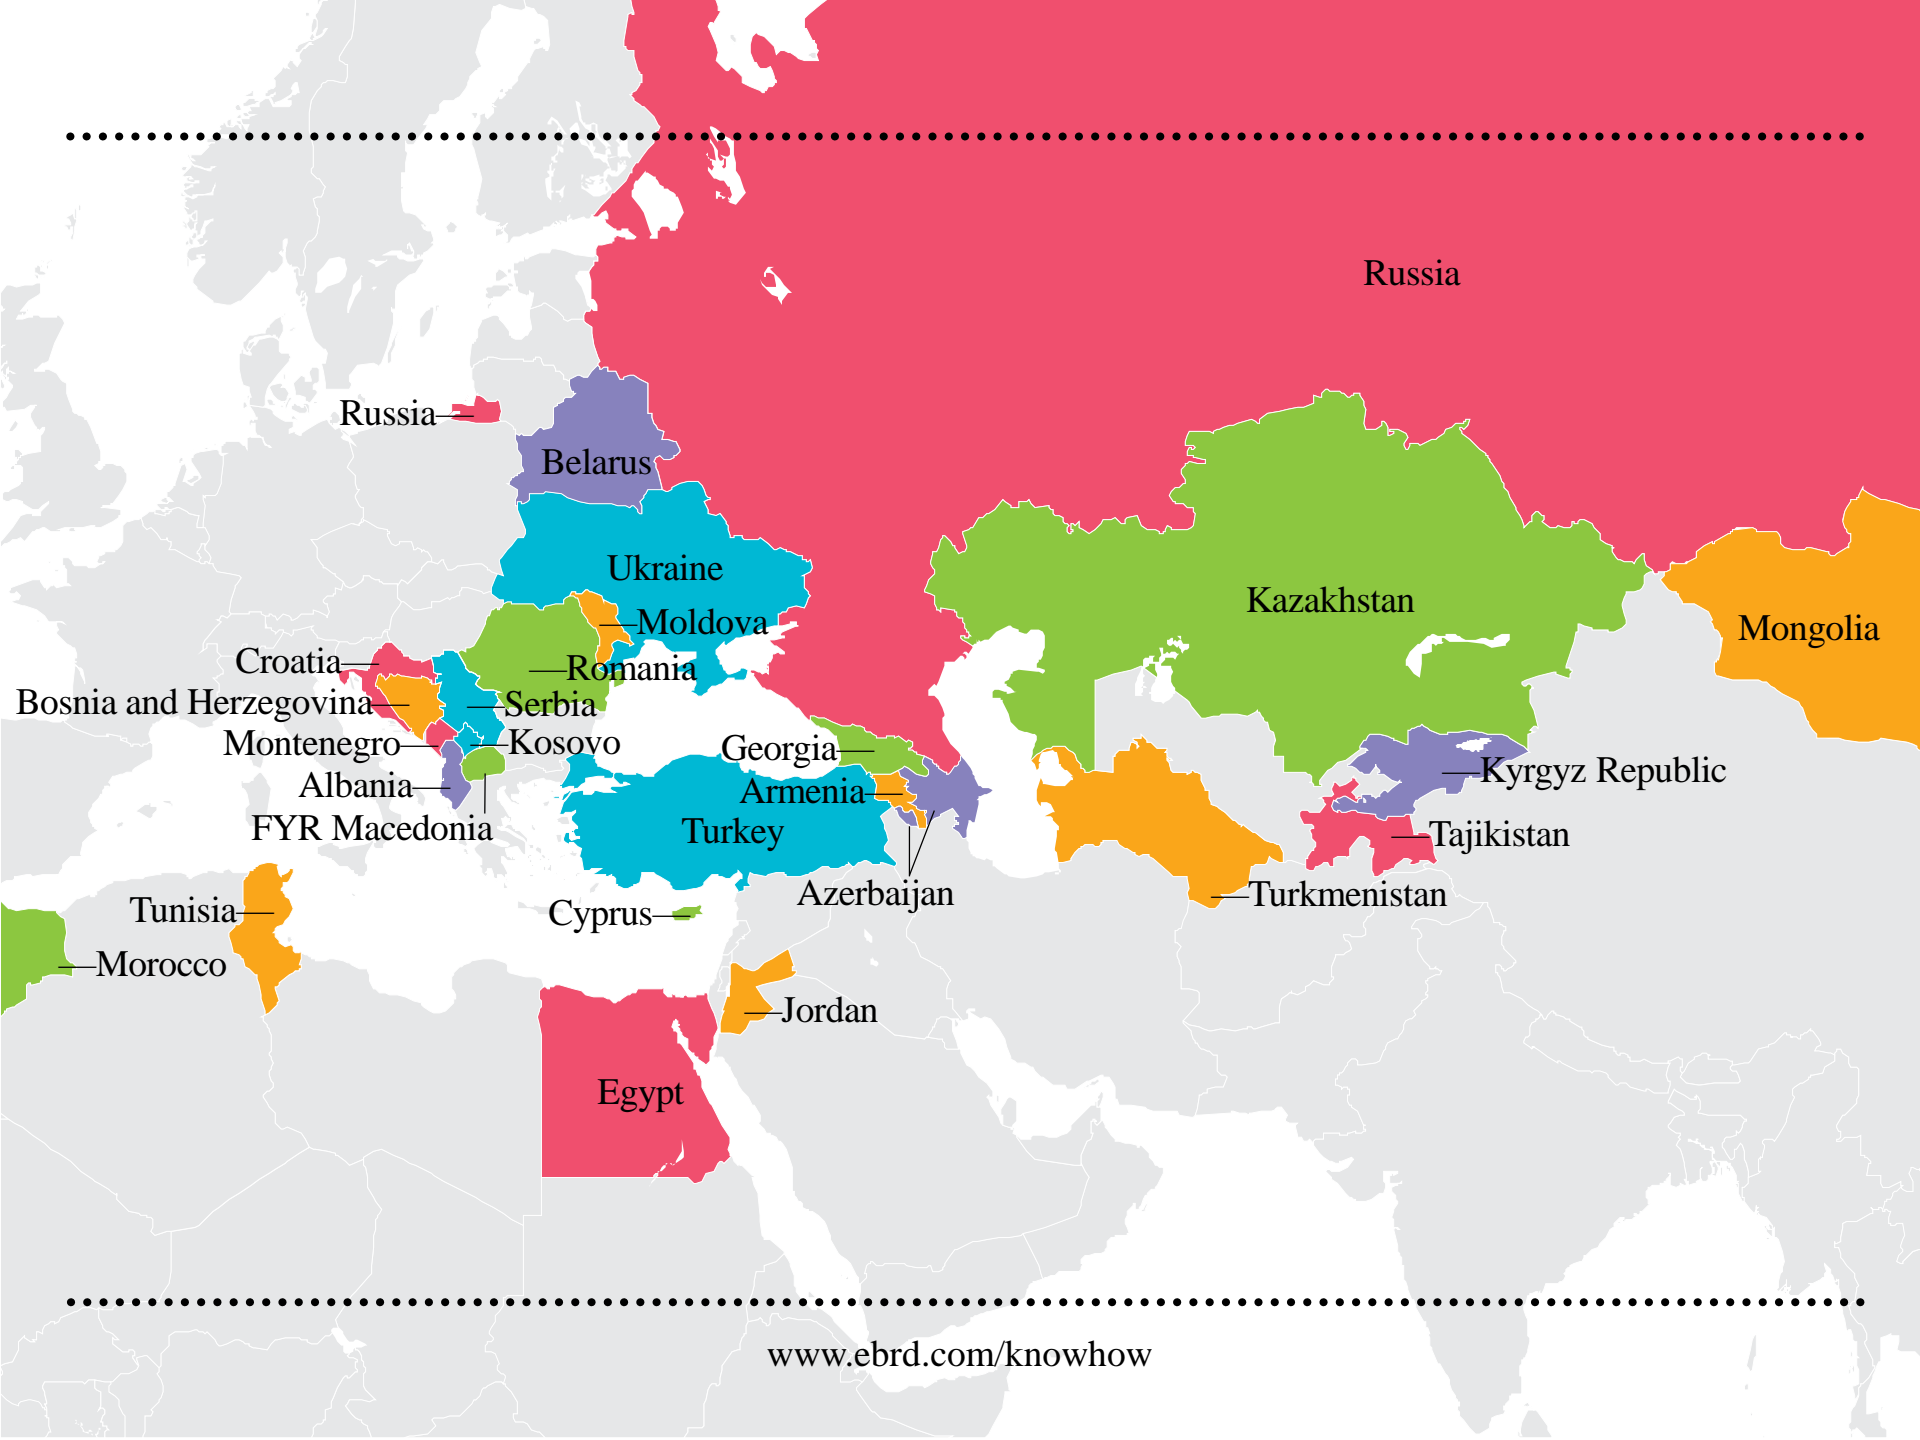 Russia
Russia
Belarus
Ukraine
Kazakhstan
Moldova
Mongolia
Croatia
Romania
Bosnia and Herzegovina
Serbia
Montenegro
Kosovo
Georgia
Kyrgyz Republic
Albania
Armenia
FYR Macedonia
Turkey
Tajikistan
Azerbaijan
Turkmenistan
Tunisia
Cyprus
Morocco
Jordan
Egypt
www.ebrd.com/knowhow